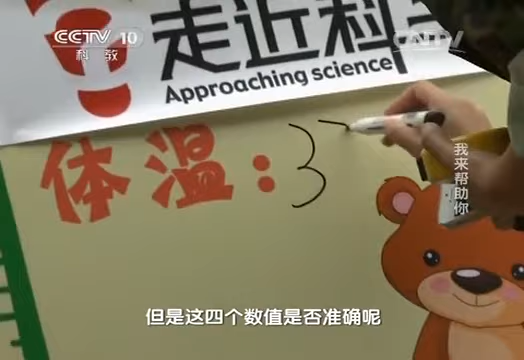 CCTV 10
科教
CNTV
走近科
Approaching science
体温：3
我来帮助你
但是这四个数值是否准确呢